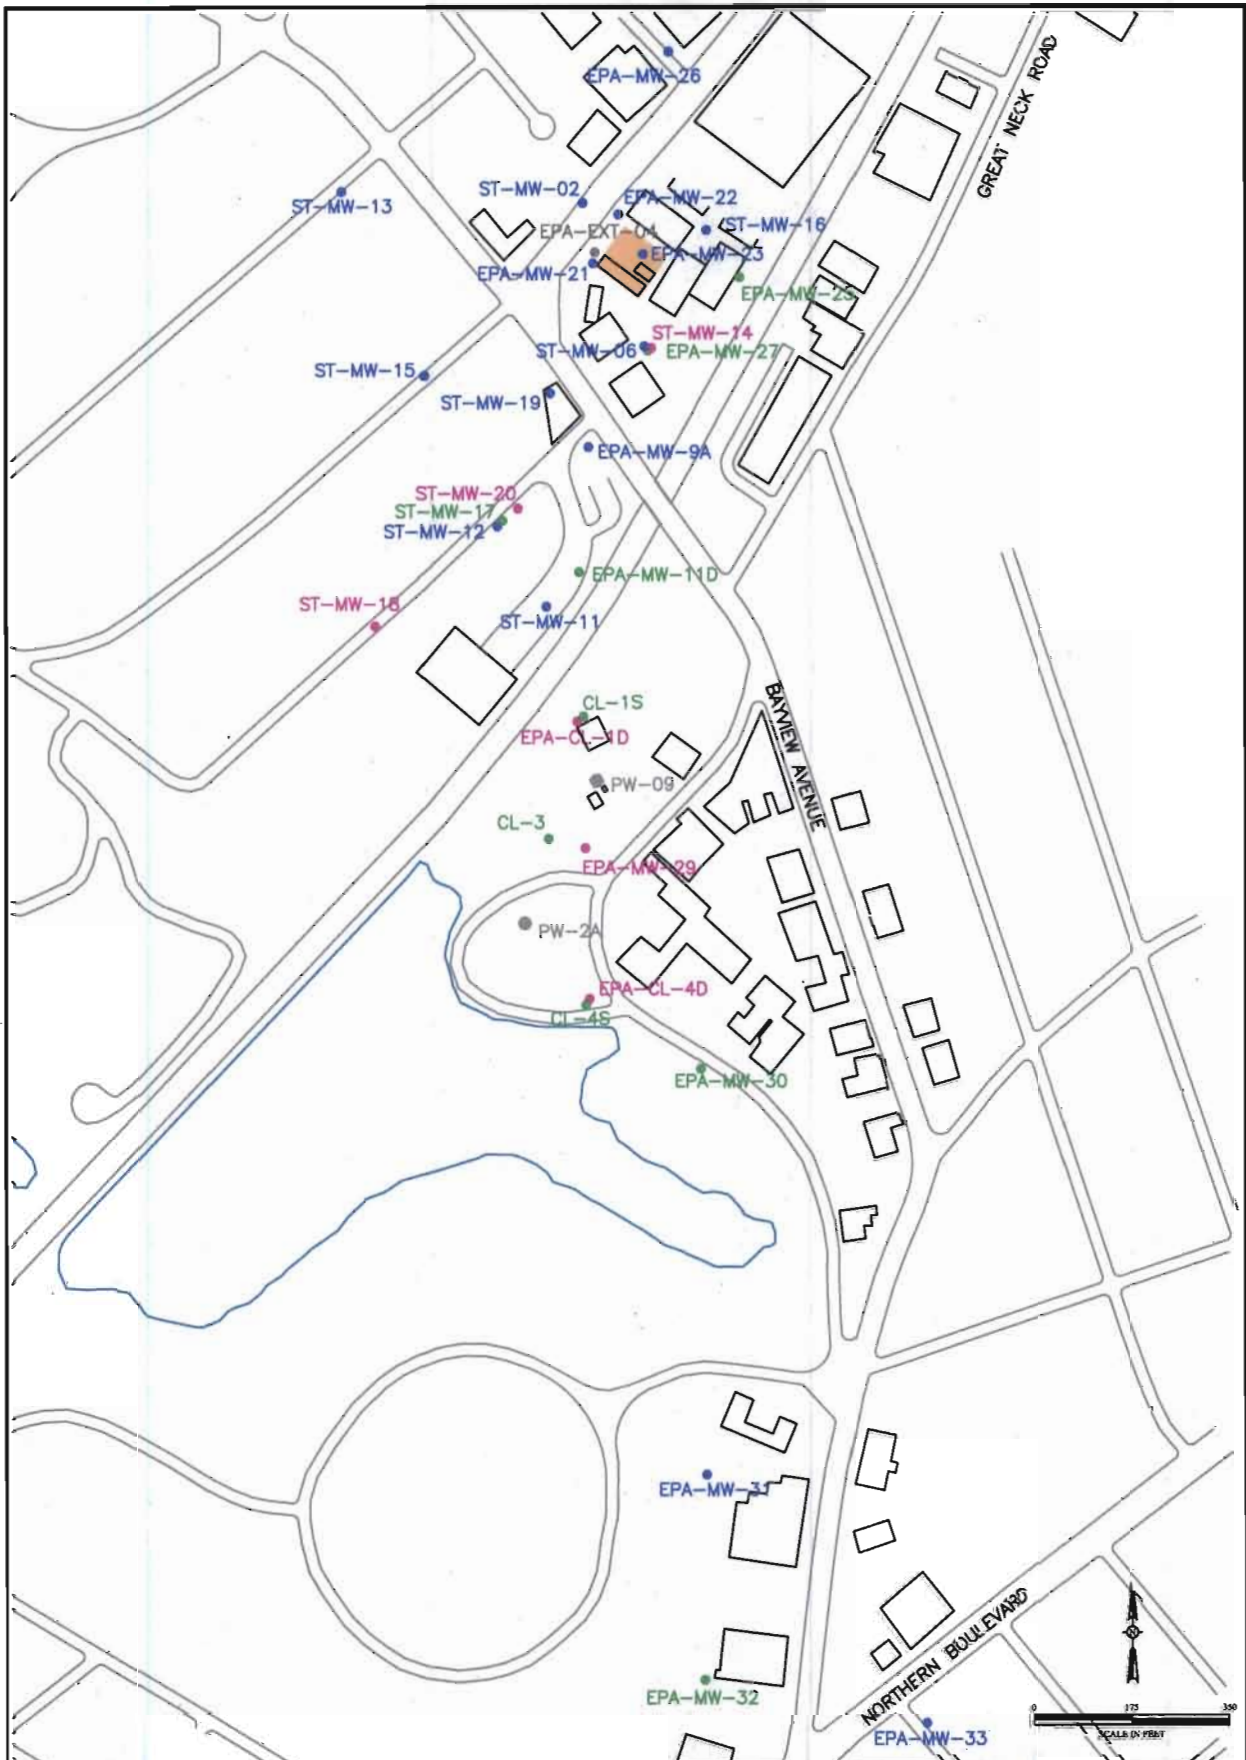 GREAT NECK ROAD
EPA-MW-26
ST-MW-02
EPA-MW-22
ST-MW-13
ST-MW-16
EPA-EXT-04
EPA-MW-23
EPA-MW-21
EPA-MW-25
ST-MW-14
ST-MW-06
EPA-MW-27
ST-MW-15
ST-MW-19
EPA-MW-9A
ST-MW-20
ST-MW-17
ST-MW-12
EPA-MW-11D
ST-MW-18
ST-MW-11
CL-1S
EPA-CL-1D
BAYVIEW AVENUE
PW-09
CL-3
EPA-MW-29
PW-2A
EPA-CL-4D
CL-4S
EPA-MW-30
EPA-MW-31
NORTHERN BOULEVARD
EPA-MW-32
0 175 350
SCALE IN FEET
EPA-MW-33